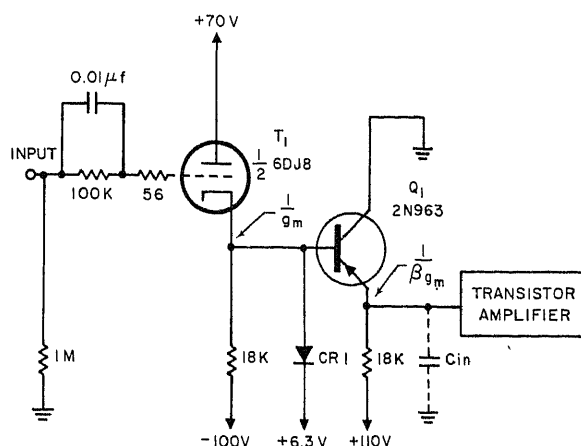 +70V
0.01μf
T1
1/2 6DJ8
INPUT
100K
56
1/gm
Q1
2N963
1/βgm
TRANSISTOR
AMPLIFIER
1M
18K
CR1
18K
Cin
-100V
+6.3V
+110V